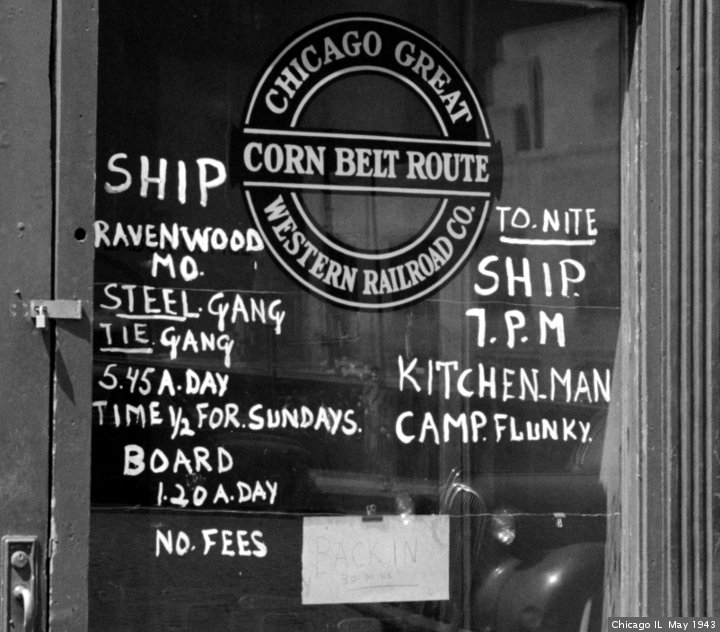 CHICAGO GREAT
CORN BELT ROUTE
WESTERN RAILROAD CO.
SHIP
RAVENWOOD
MO.
STEEL. GANG
TIE. GANG
5.45 A. DAY
TIME 1/2 FOR. SUNDAYS.
BOARD
1.20 A. DAY
NO. FEES
TO. NITE
SHIP.
7. P. M
KITCHEN-MAN
CAMP. FLUNKY.
BACK IN
30
Chicago IL May 1943